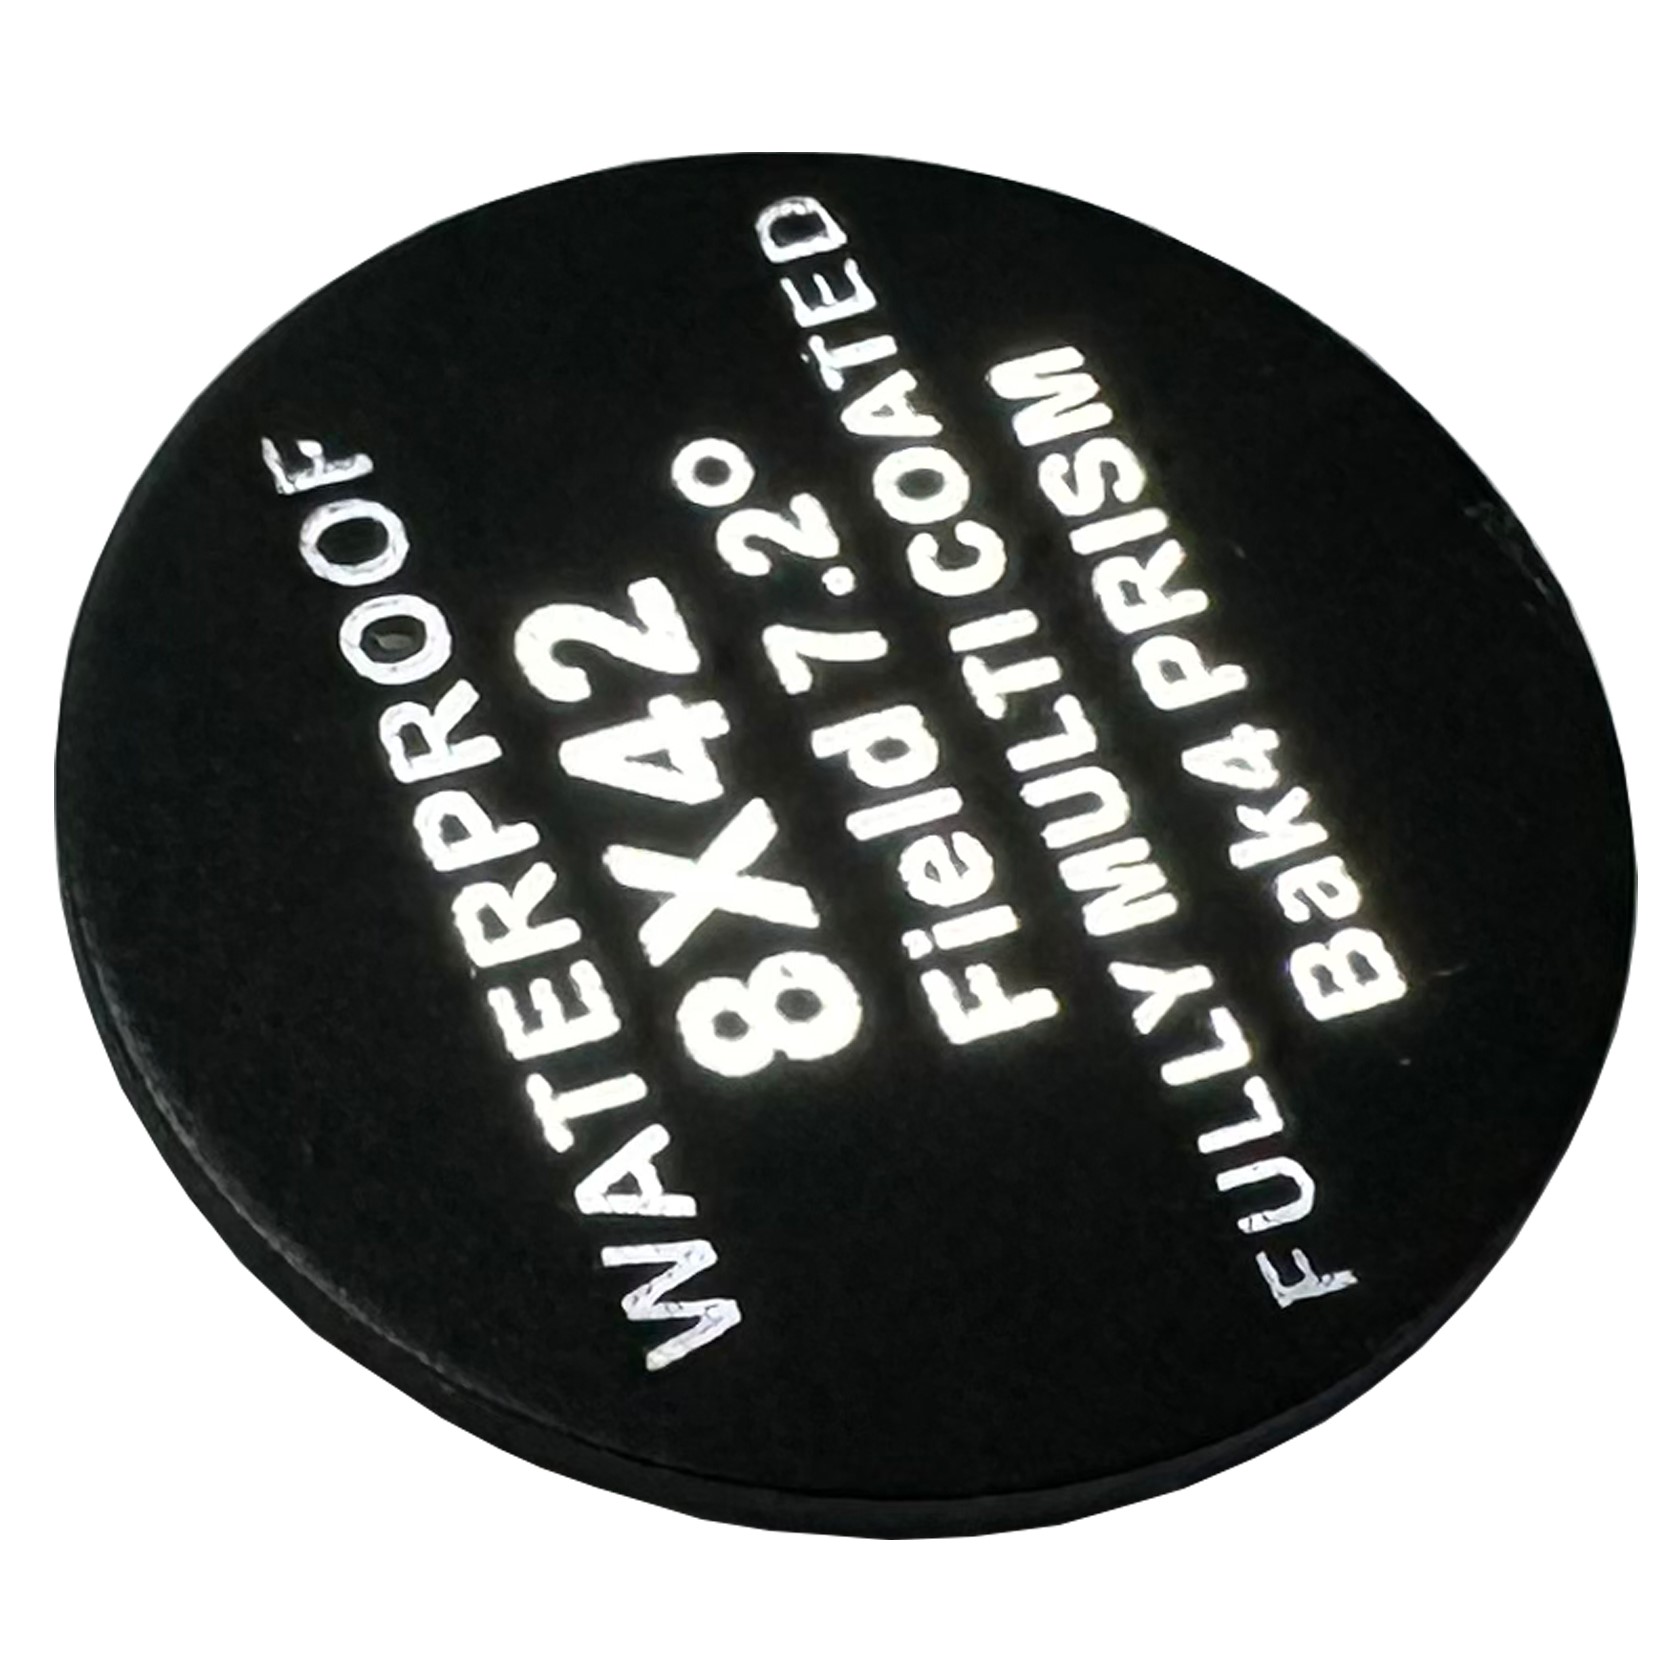 WATERPROOF
8X42
Field 7.2°
FULLY MULTI COATED
Bak4 PRISM